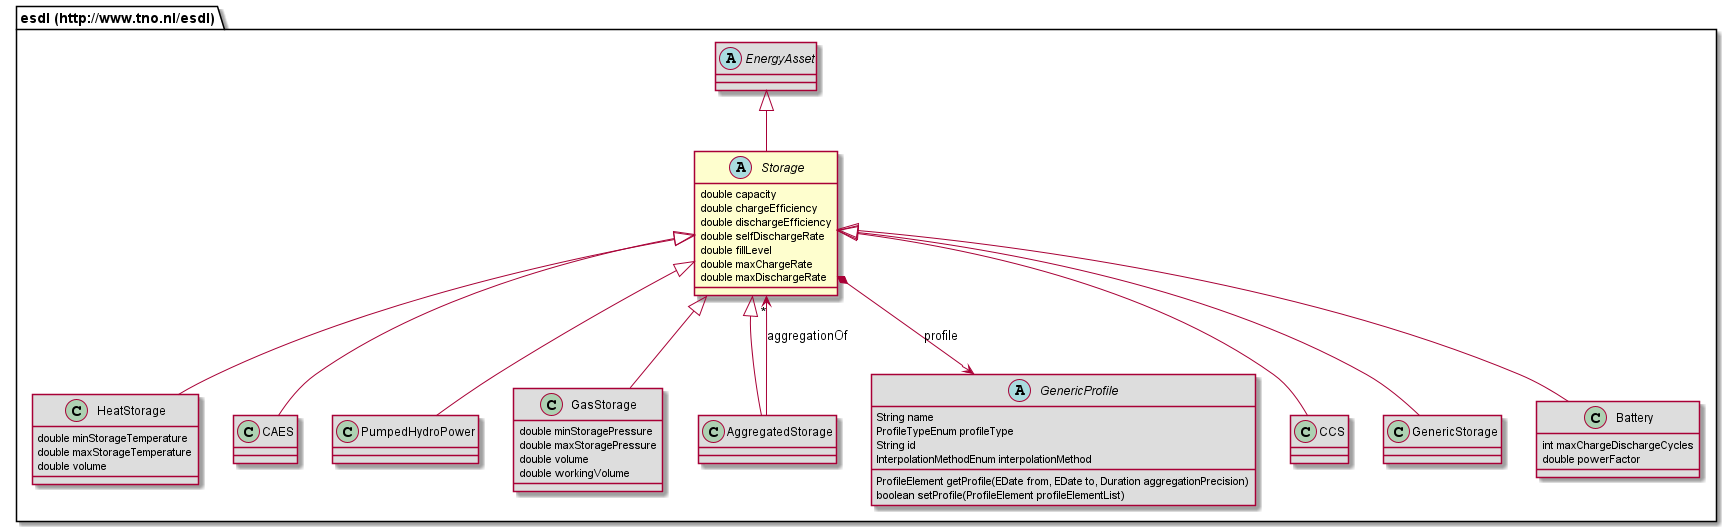 esdl (http://www.tno.nl/esdl)
A EnergyAsset
A Storage
double capacity
double chargeEfficiency
double dischargeEfficiency
double selfDischargeRate
double fillLevel
double maxChargeRate
double maxDischargeRate
*
aggregationOf
profile
C HeatStorage
double minStorageTemperature
double maxStorageTemperature
double volume
C CAES
C PumpedHydroPower
C GasStorage
double minStoragePressure
double maxStoragePressure
double volume
double workingVolume
C AggregatedStorage
A GenericProfile
String name
ProfileTypeEnum profileType
String id
InterpolationMethodEnum interpolationMethod
ProfileElement getProfile(EDate from, EDate to, Duration aggregationPrecision)
boolean setProfile(ProfileElement profileElementList)
C CCS
C GenericStorage
C Battery
int maxChargeDischargeCycles
double powerFactor